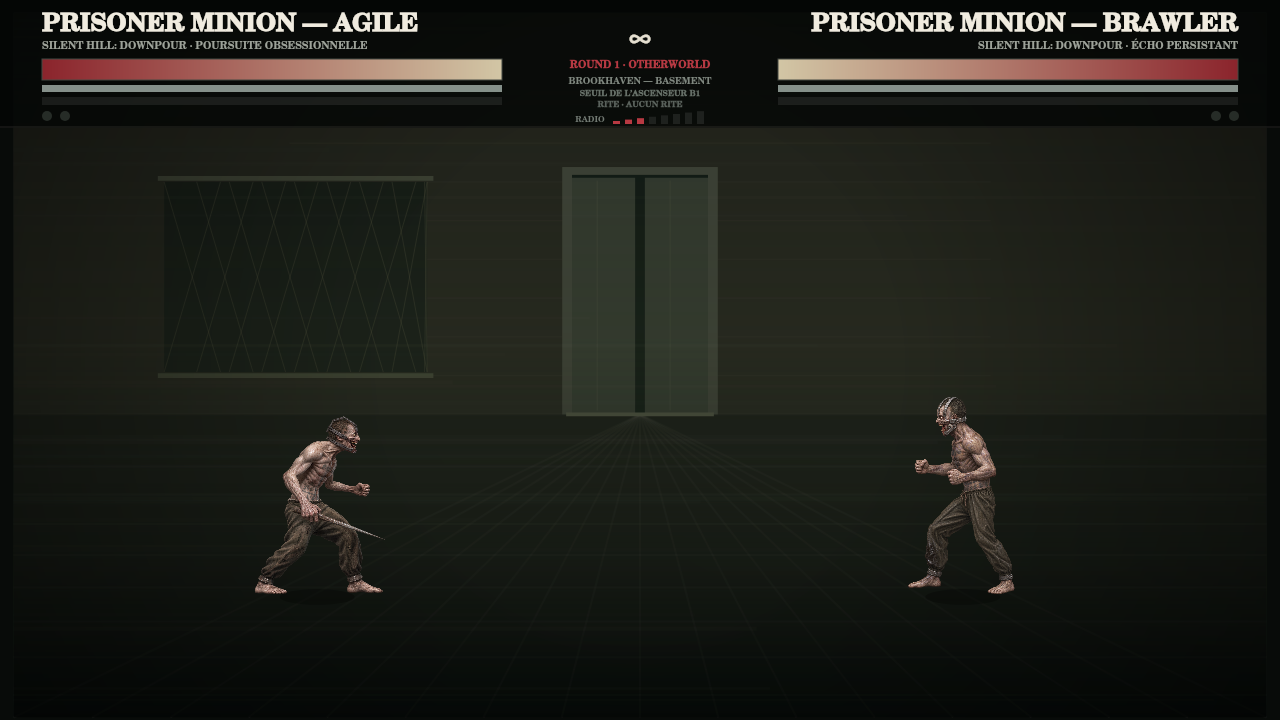 PRISONER MINION — AGILE
SILENT HILL: DOWNPOUR · POURSUITE OBSESSIONNELLE
∞
ROUND 1 · OTHERWORLD
BROOKHAVEN — BASEMENT
SEUIL DE L'ASCENSEUR B1
RITE · AUCUN RITE
RADIO
PRISONER MINION — BRAWLER
SILENT HILL: DOWNPOUR · ÉCHO PERSISTANT